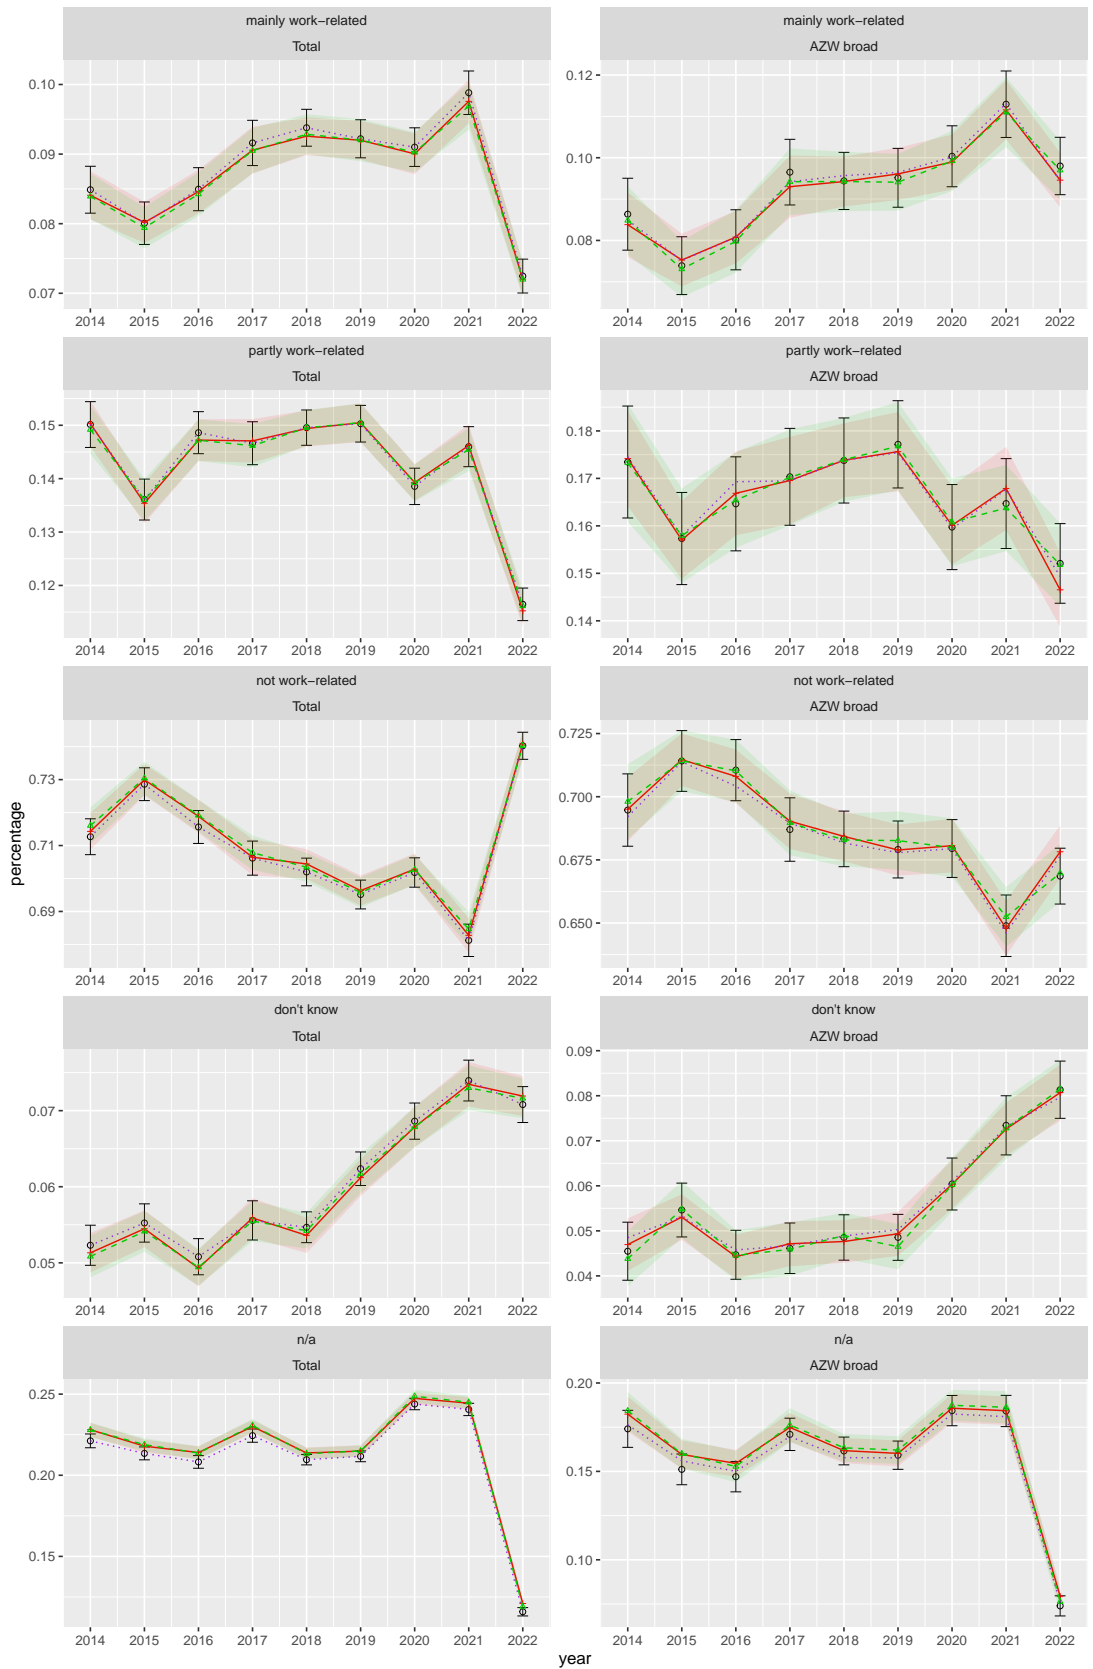 mainly work−related
Total
0.10
0.09
0.08
0.07
2014 2015 2016 2017 2018 2019 2020 2021 2022
mainly work−related
AZW broad
0.12
0.10
0.08
2014 2015 2016 2017 2018 2019 2020 2021 2022
partly work−related
Total
0.15
0.14
0.13
0.12
2014 2015 2016 2017 2018 2019 2020 2021 2022
partly work−related
AZW broad
0.18
0.17
0.16
0.15
0.14
2014 2015 2016 2017 2018 2019 2020 2021 2022
not work−related
Total
0.73
0.71
0.69
2014 2015 2016 2017 2018 2019 2020 2021 2022
not work−related
AZW broad
0.725
0.700
0.675
0.650
2014 2015 2016 2017 2018 2019 2020 2021 2022
don't know
Total
0.07
0.06
0.05
2014 2015 2016 2017 2018 2019 2020 2021 2022
don't know
AZW broad
0.09
0.08
0.07
0.06
0.05
0.04
2014 2015 2016 2017 2018 2019 2020 2021 2022
n/a
Total
0.25
0.20
0.15
2014 2015 2016 2017 2018 2019 2020 2021 2022
n/a
AZW broad
0.20
0.15
0.10
2014 2015 2016 2017 2018 2019 2020 2021 2022
percentage
year